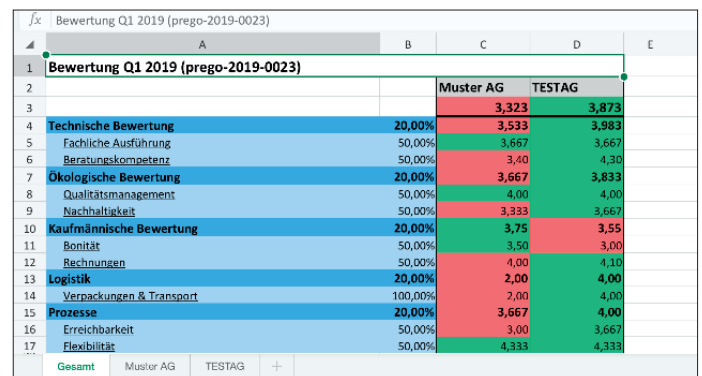 fx Bewertung Q1 2019 (prego-2019-0023)
A B C D E
1 Bewertung Q1 2019 (prego-2019-0023)
2 Muster AG TESTAG
3 3,323 3,873
4 Technische Bewertung 20,00% 3,533 3,983
5 Fachliche Ausführung 50,00% 3,667 3,667
6 Beratungskompetenz 50,00% 3,40 4,30
7 Ökologische Bewertung 20,00% 3,667 3,833
8 Qualitätsmanagement 50,00% 4,00 4,00
9 Nachhaltigkeit 50,00% 3,333 3,667
10 Kaufmännische Bewertung 20,00% 3,75 3,55
11 Bonität 50,00% 3,50 3,00
12 Rechnungen 50,00% 4,00 4,10
13 Logistik 20,00% 2,00 4,00
14 Verpackungen & Transport 100,00% 2,00 4,00
15 Prozesse 20,00% 3,667 4,00
16 Erreichbarkeit 50,00% 3,00 3,667
17 Flexibilität 50,00% 4,333 4,333
Gesamt Muster AG TESTAG +